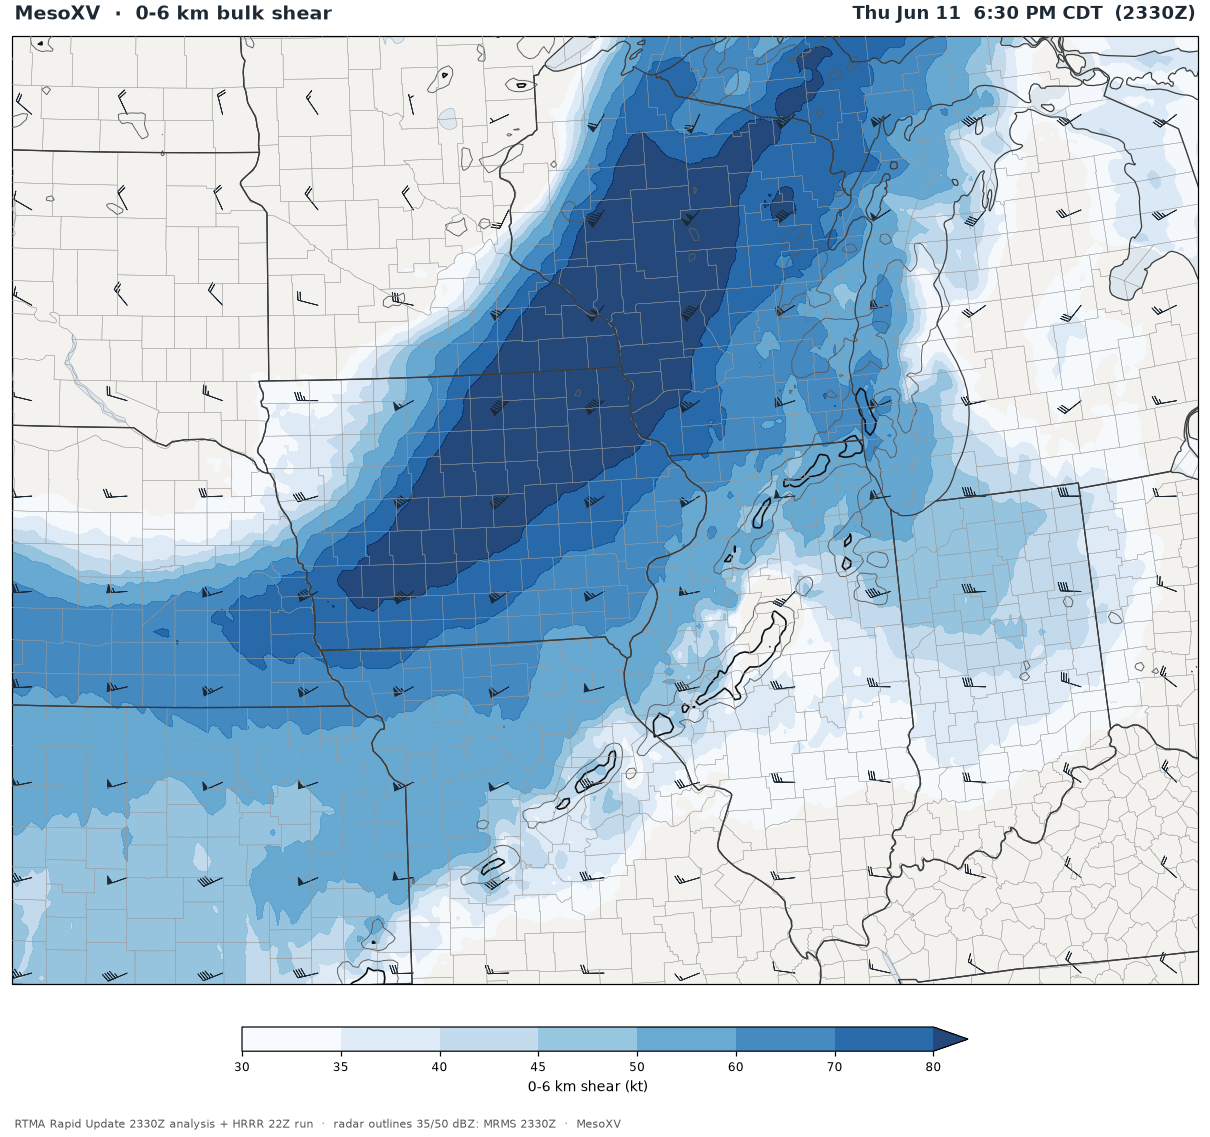 MesoXV · 0-6 km bulk shear
Thu Jun 11 6:30 PM CDT (2330Z)
30 35 40 45 50 60 70 80
0-6 km shear (kt)
RTMA Rapid Update 2330Z analysis + HRRR 22Z run · radar outlines 35/50 dBZ: MRMS 2330Z · MesoXV